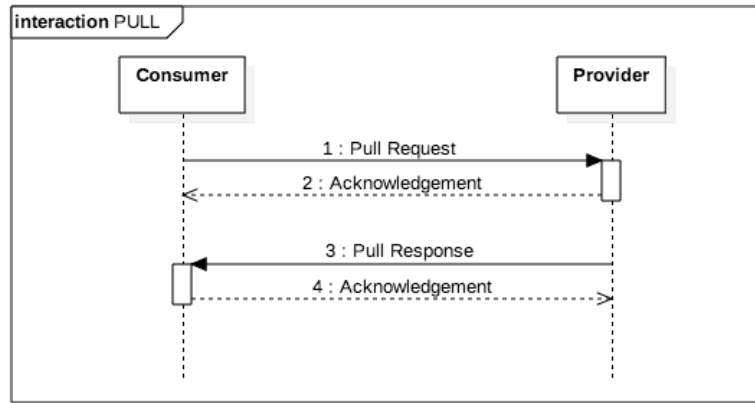 interaction PULL
Consumer
Provider
1 : Pull Request
2 : Acknowledgement
3 : Pull Response
4 : Acknowledgement